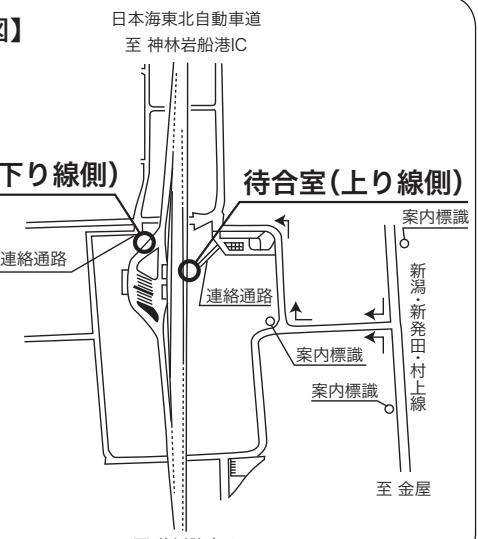 図】
日本海東北自動車道
至 神林岩船港IC
下り線側）
待合室（上り線側）
案内標識
連絡通路
連絡通路
新潟・新発田・村上線
案内標識
案内標識
至 金屋